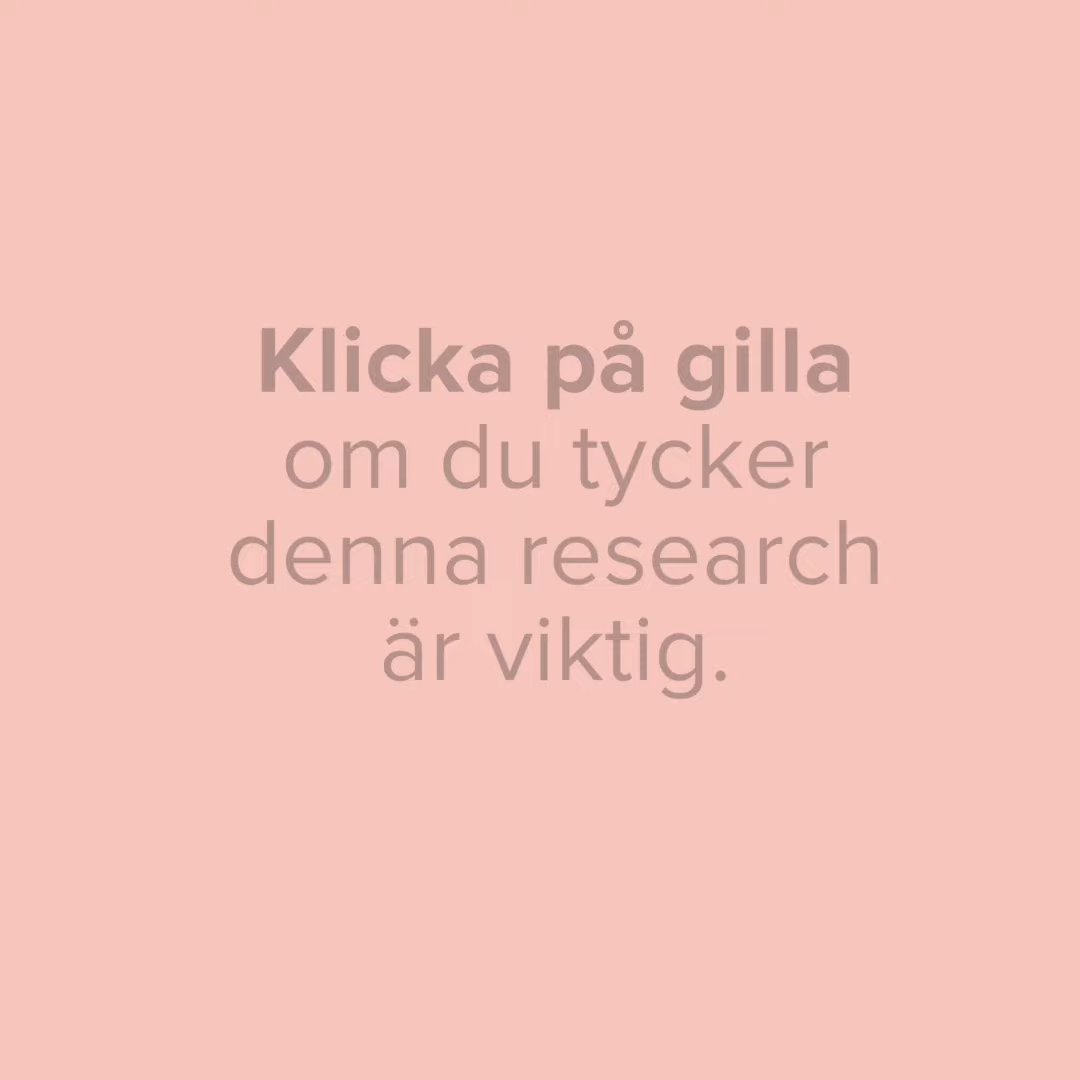 Klicka på gilla
om du tycker
denna research
är viktig.